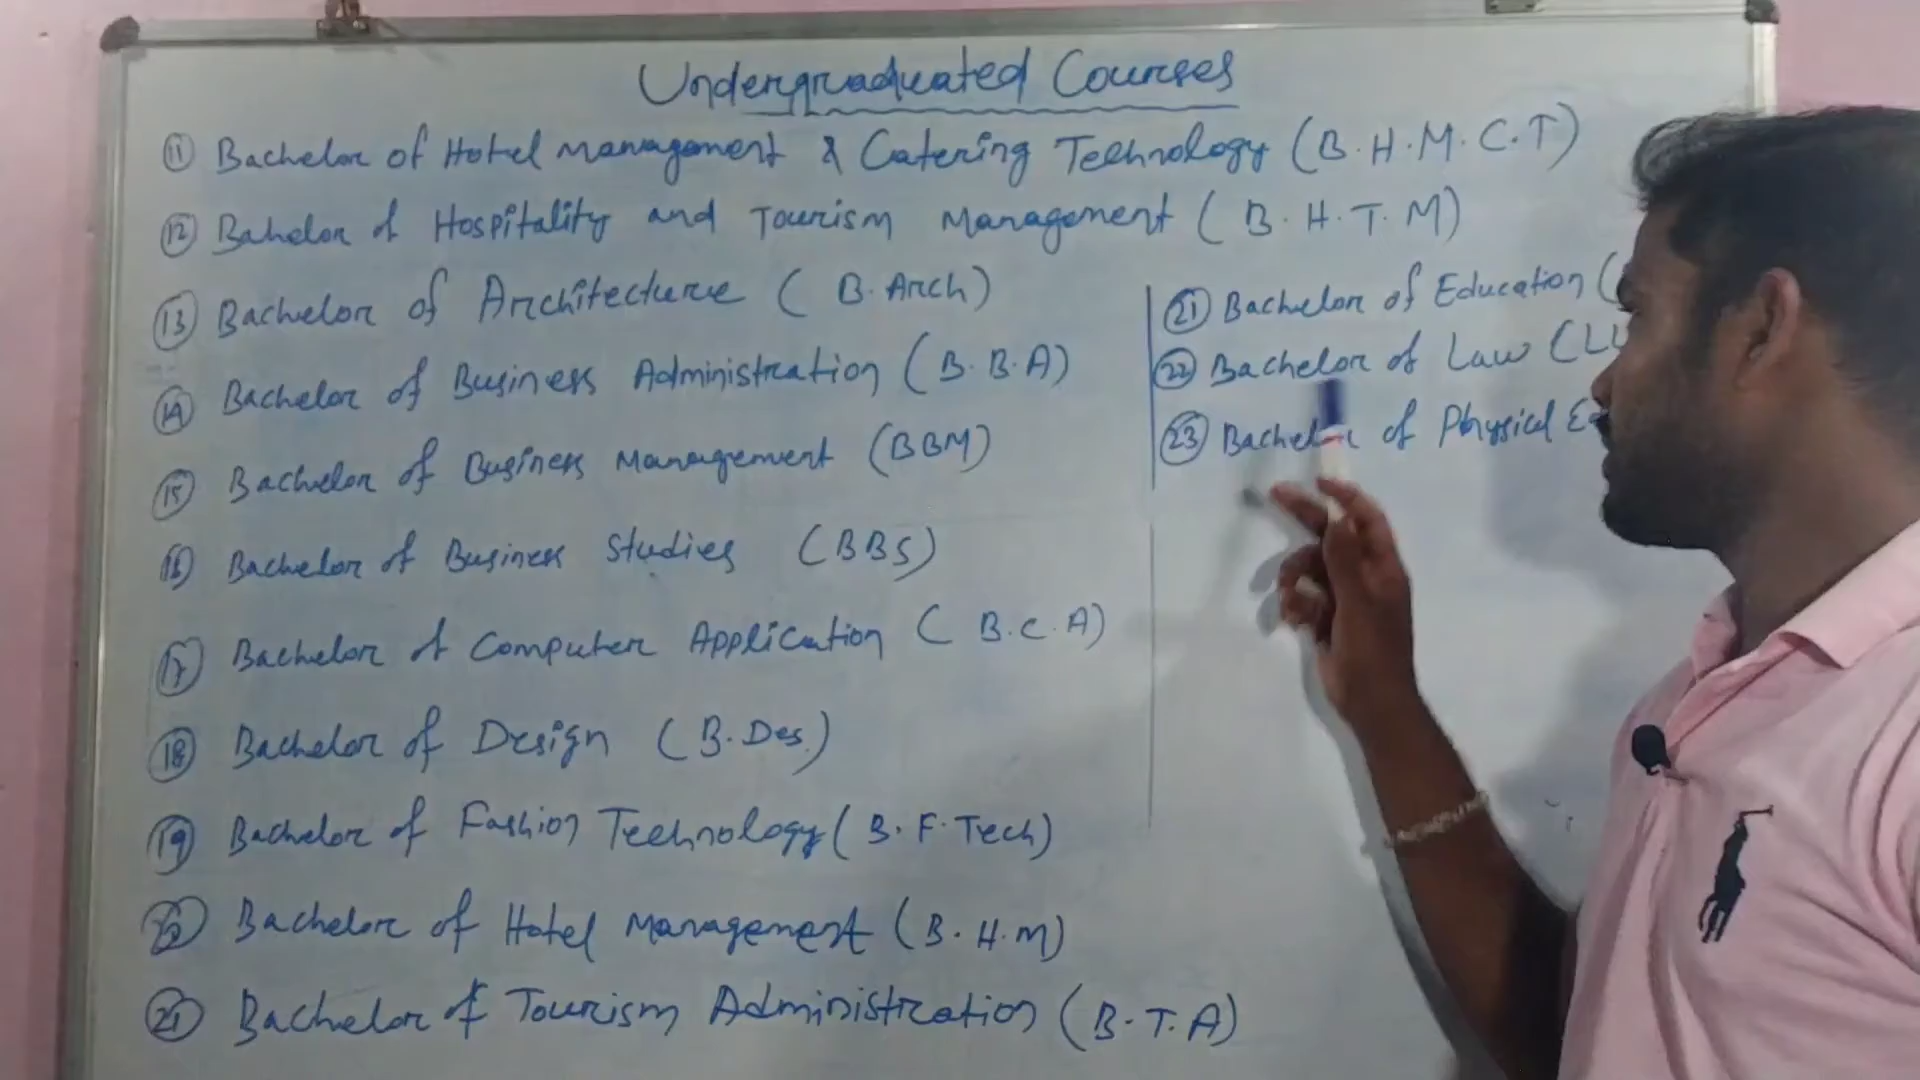 Undergraduated Courses
11 Bachelor of Hotel Management & Catering Technology (B.H.M.C.T)
12 Bahelor of Hospitality and Tourism Management (B.H.T.M)
13 Bachelor of Architecture (B.Arch)
14 Bachelor of Business Administration (B.B.A)
15 Bachelor of Business Management (BBM)
16 Bachelor of Business Studies (BBS)
17 Bachelor of Computer Application (B.C.A)
18 Bachelor of Design (B.Des.)
19 Bachelor of Fashion Technology (B.F.Tech)
20 Bachelor of Hotel Management (B.H.M)
21 Bachelor of Tourism Administration (B.T.A)
21 Bachelor of Education (
22 Bachelor of Law (LL
23 Bachelor of Physical